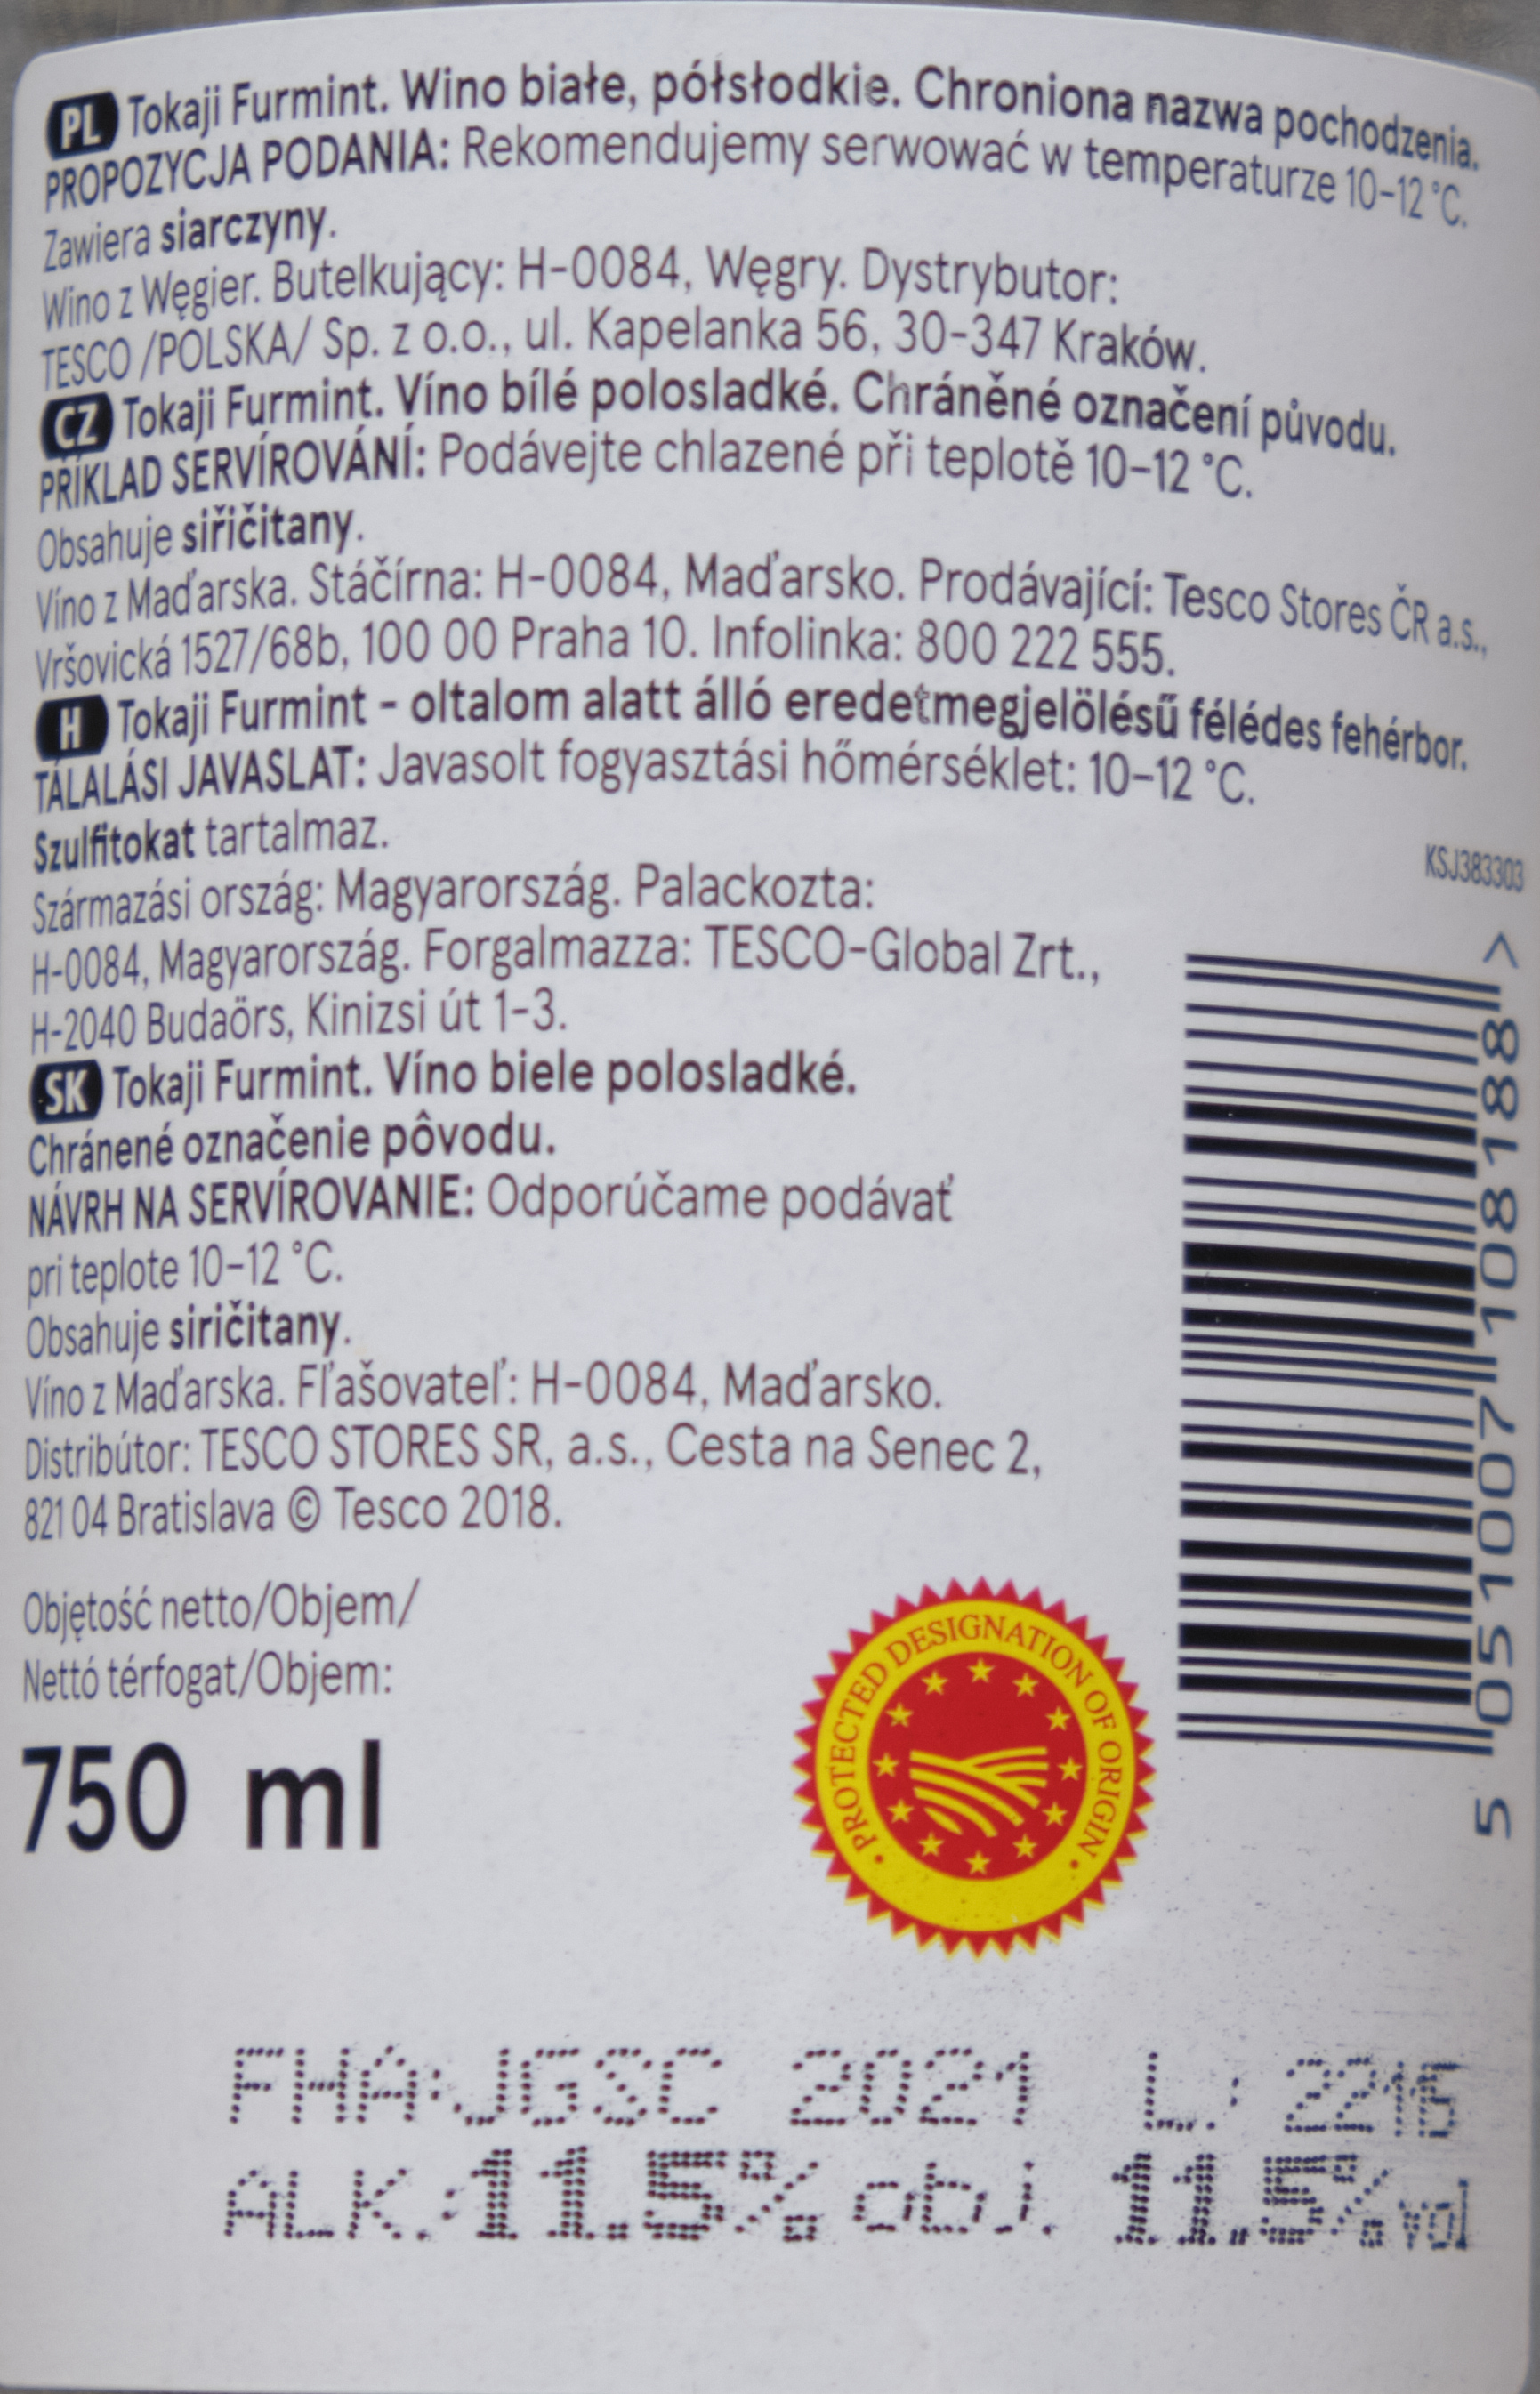 PL Tokaji Furmint. Wino białe, półsłodkie. Chroniona nazwa pochodzenia.
PROPOZYCJA PODANIA: Rekomendujemy serwować w temperaturze 10–12 °C.
Zawiera siarczyny.
Wino z Węgier. Butelkujący: H-0084, Węgry. Dystrybutor:
TESCO /POLSKA/ Sp. z o.o., ul. Kapelanka 56, 30-347 Kraków.
CZ Tokaji Furmint. Víno bílé polosladké. Chráněné označení původu.
PŘÍKLAD SERVÍROVÁNÍ: Podávejte chlazené při teplotě 10–12 °C.
Obsahuje siřičitany.
Víno z Maďarska. Stáčírna: H-0084, Maďarsko. Prodávající: Tesco Stores ČR a.s.,
Vršovická 1527/68b, 100 00 Praha 10. Infolinka: 800 222 555.
H Tokaji Furmint - oltalom alatt álló eredetmegjelölésű félédes fehérbor.
TÁLALÁSI JAVASLAT: Javasolt fogyasztási hőmérséklet: 10–12 °C.
Szulfitokat tartalmaz.
Származási ország: Magyarország. Palackozta:
H-0084, Magyarország. Forgalmazza: TESCO-Global Zrt.,
H-2040 Budaörs, Kinizsi út 1-3.
SK Tokaji Furmint. Víno biele polosladké.
Chránené označenie pôvodu.
NÁVRH NA SERVÍROVANIE: Odporúčame podávať
pri teplote 10–12 °C.
Obsahuje siričitany.
Víno z Maďarska. Fľašovateľ: H-0084, Maďarsko.
Distribútor: TESCO STORES SR, a.s., Cesta na Senec 2,
821 04 Bratislava © Tesco 2018.
Objętość netto/Objem/
Nettó térfogat/Objem:
750 ml
KSJ383303
5 051007 108188 >
• PROTECTED DESIGNATION OF ORIGIN •
FHA:JGSC 2021 L.: 2216
ALK.:11.5% obj. 11,5%vol